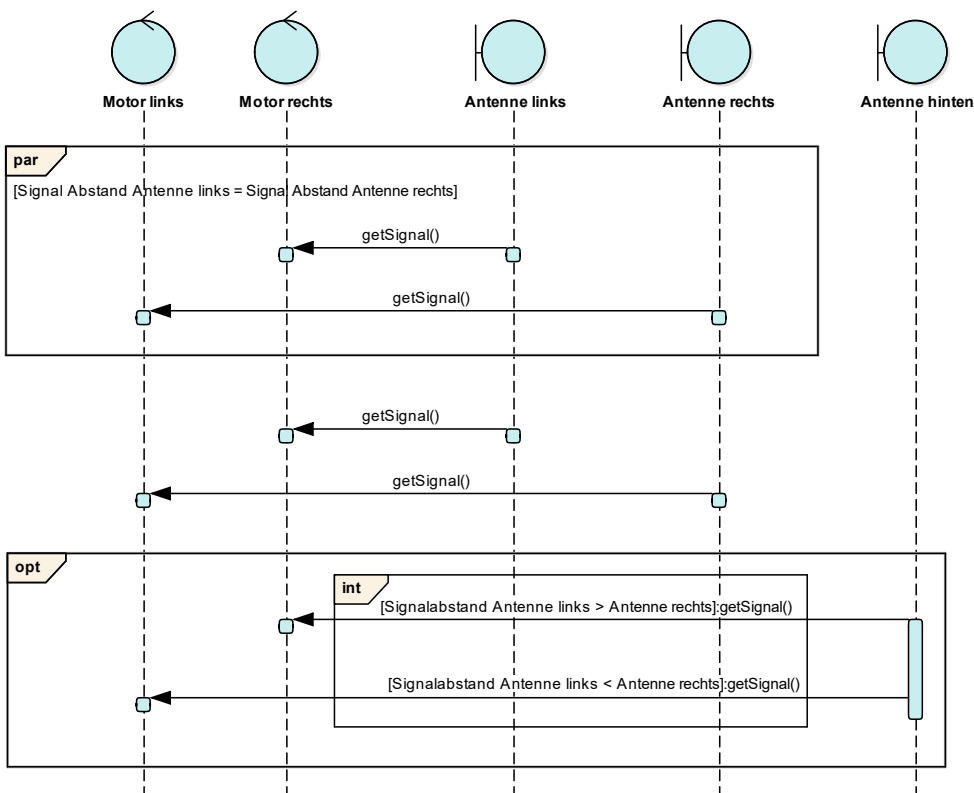 Motor links
Motor rechts
Antenne links
Antenne rechts
Antenne hinten
par
[Signal Abstand Antenne links = Signal Abstand Antenne rechts]
getSignal()
getSignal()
getSignal()
getSignal()
opt
int
[Signalabstand Antenne links > Antenne rechts]:getSignal()
[Signalabstand Antenne links < Antenne rechts]:getSignal()